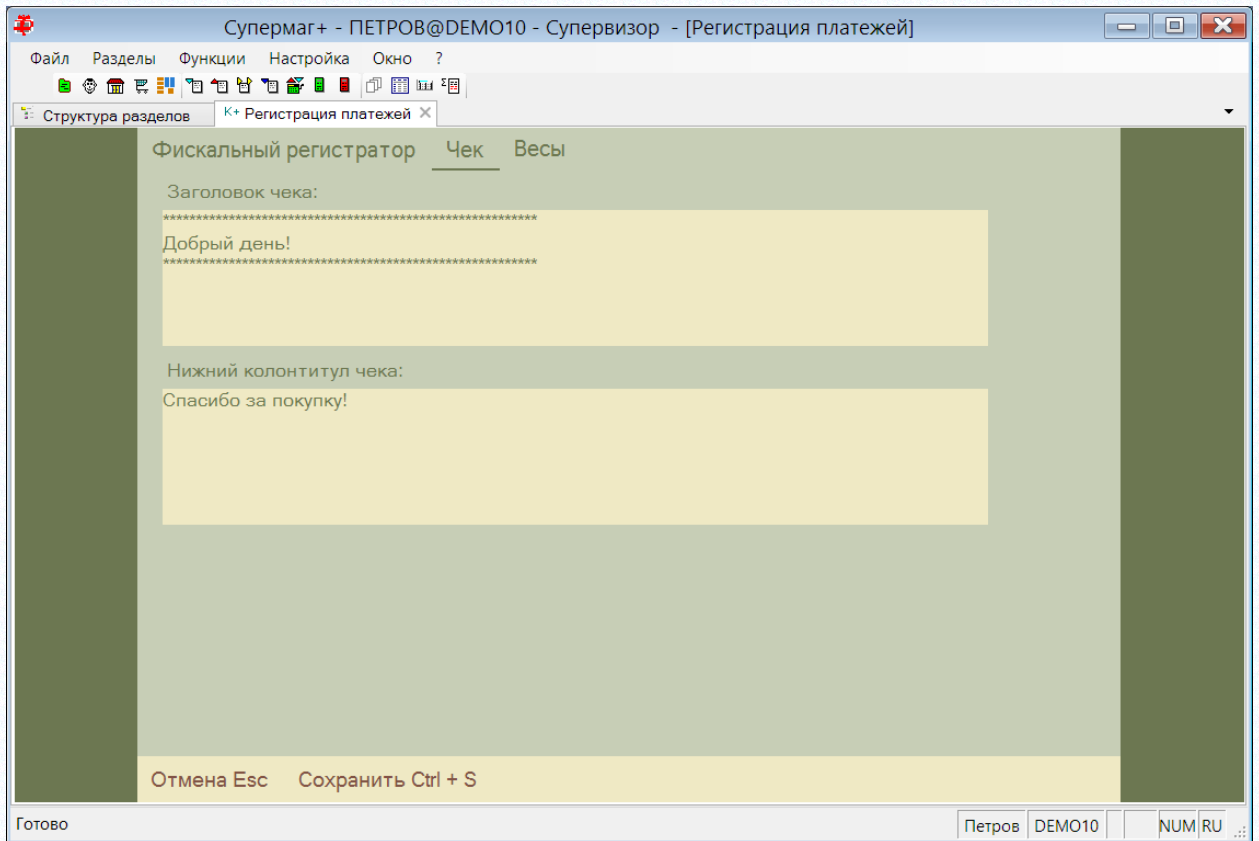 Супермаг+ - ПЕТРОВ@DEMO10 - Супервизор - [Регистрация платежей]
Файл Разделы Функции Настройка Окно ?
Структура разделов К+ Регистрация платежей
Фискальный регистратор Чек Весы
Заголовок чека:
*********************************************************
Добрый день!
*********************************************************
Нижний колонтитул чека:
Спасибо за покупку!
Отмена Esc Сохранить Ctrl + S
Готово Петров DEMO10 NUM RU